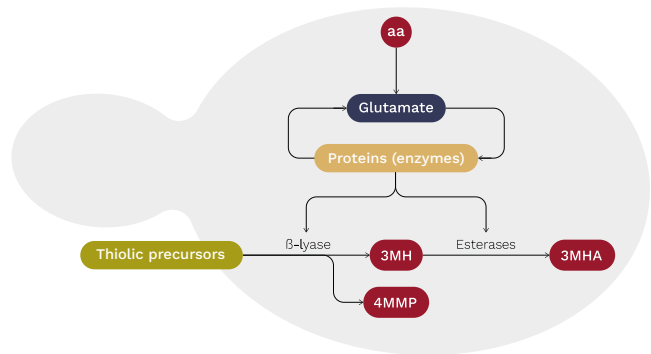 aa
Glutamate
Proteins (enzymes)
ß-lyase
Esterases
Thiolic precursors
3MH
3MHA
4MMP